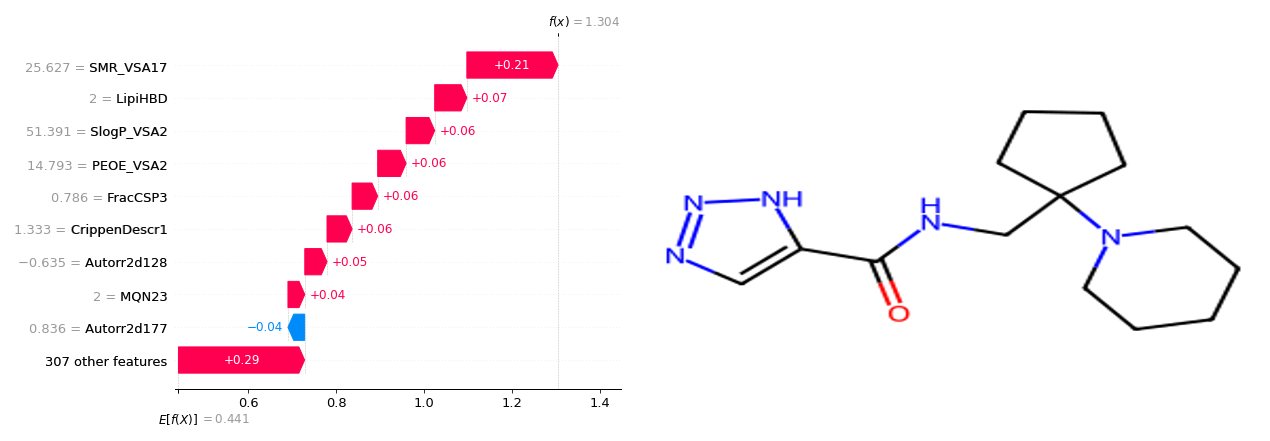 f(x) = 1.304
25.627 = SMR_VSA17
+0.21
2 = LipiHBD
+0.07
51.391 = SlogP_VSA2
+0.06
14.793 = PEOE_VSA2
+0.06
0.786 = FracCSP3
+0.06
1.333 = CrippenDescr1
+0.06
−0.635 = Autorr2d128
+0.05
2 = MQN23
+0.04
0.836 = Autorr2d177
−0.04
307 other features
+0.29
0.6 0.8 1.0 1.2 1.4
E[f(X)] = 0.441
N
NH
N
H
N
O
N